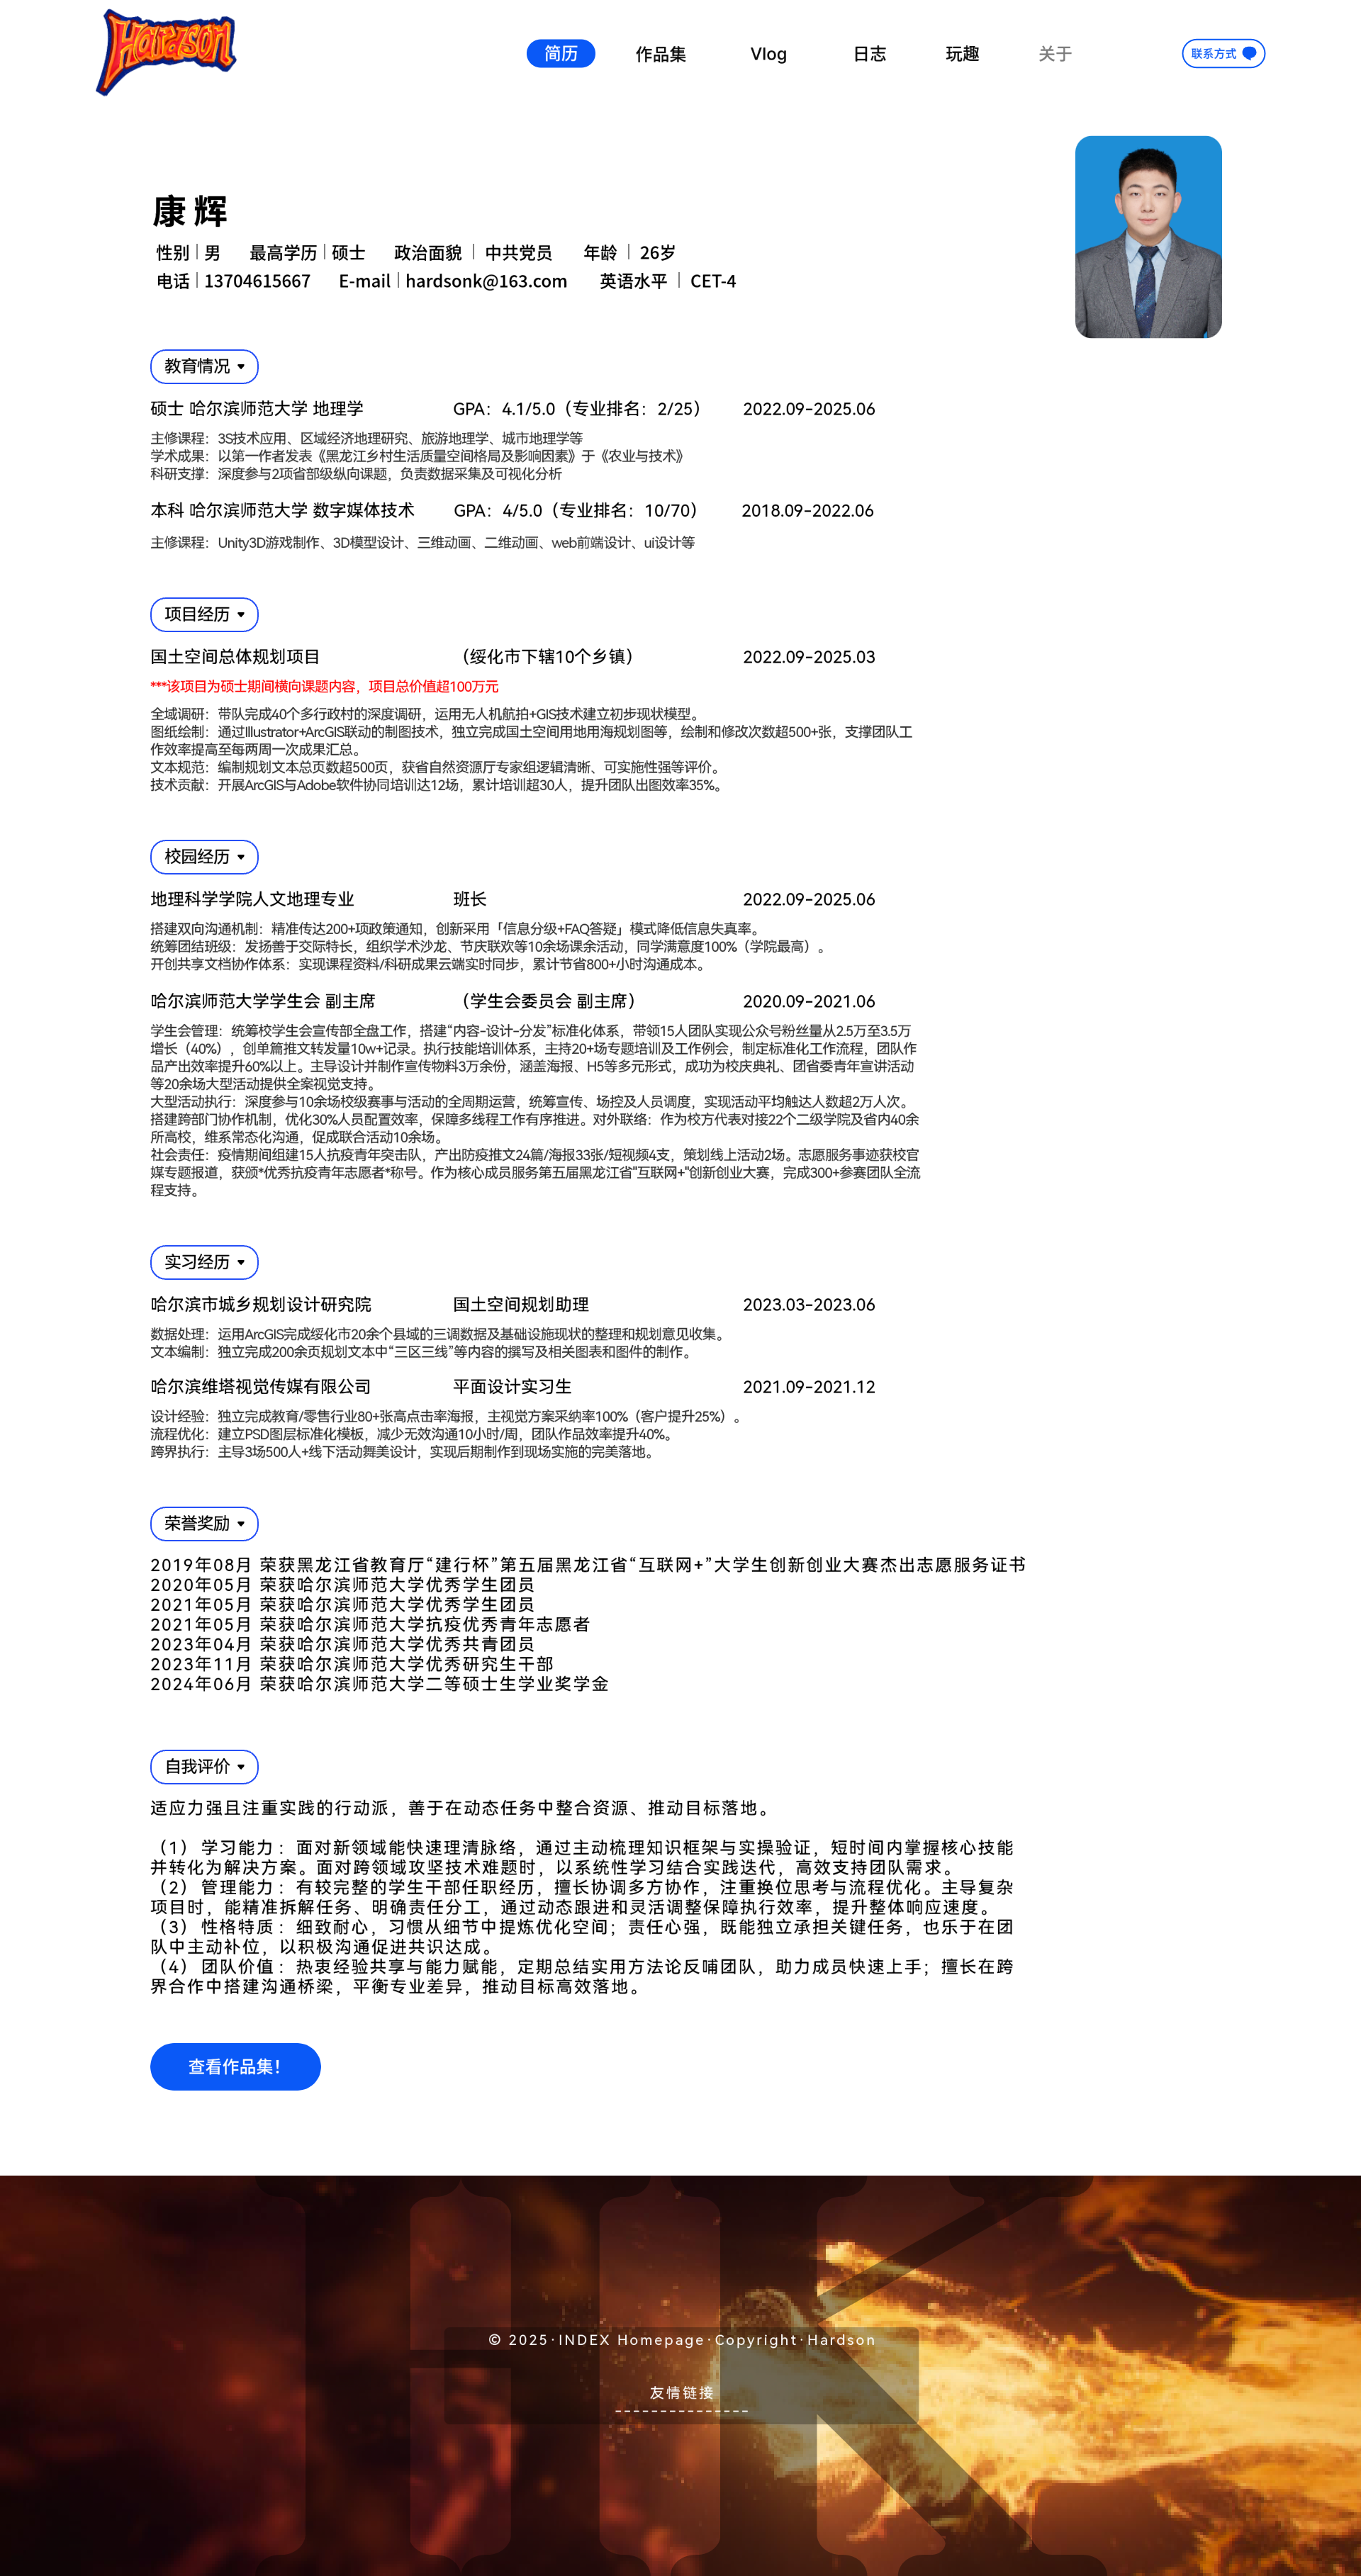 Hardson
简历 作品集 Vlog 日志 玩趣 关于 联系方式
康辉
性别 | 男 最高学历 | 硕士 政治面貌 | 中共党员 年龄 | 26岁
电话 | 13704615667 E-mail | hardsonk@163.com 英语水平 | CET-4
教育情况
硕士 哈尔滨师范大学 地理学 GPA：4.1/5.0（专业排名：2/25） 2022.09-2025.06
主修课程：3S技术应用、区域经济地理研究、旅游地理学、城市地理学等
学术成果：以第一作者发表《黑龙江乡村生活质量空间格局及影响因素》于《农业与技术》
科研支撑：深度参与2项省部级纵向课题，负责数据采集及可视化分析
本科 哈尔滨师范大学 数字媒体技术 GPA：4/5.0（专业排名：10/70） 2018.09-2022.06
主修课程：Unity3D游戏制作、3D模型设计、三维动画、二维动画、web前端设计、ui设计等
项目经历
国土空间总体规划项目 （绥化市下辖10个乡镇） 2022.09-2025.03
***该项目为硕士期间横向课题内容，项目总价值超100万元
全域调研：带队完成40个多行政村的深度调研，运用无人机航拍+GIS技术建立初步现状模型。
图纸绘制：通过Illustrator+ArcGIS联动的制图技术，独立完成国土空间用地用海规划图等，绘制和修改次数超500+张，支撑团队工
作效率提高至每两周一次成果汇总。
文本规范：编制规划文本总页数超500页，获省自然资源厅专家组逻辑清晰、可实施性强等评价。
技术贡献：开展ArcGIS与Adobe软件协同培训达12场，累计培训超30人，提升团队出图效率35%。
校园经历
地理科学学院人文地理专业 班长 2022.09-2025.06
搭建双向沟通机制：精准传达200+项政策通知，创新采用「信息分级+FAQ答疑」模式降低信息失真率。
统筹团结班级：发扬善于交际特长，组织学术沙龙、节庆联欢等10余场课余活动，同学满意度100%（学院最高）。
开创共享文档协作体系：实现课程资料/科研成果云端实时同步，累计节省800+小时沟通成本。
哈尔滨师范大学学生会 副主席 （学生会委员会 副主席） 2020.09-2021.06
学生会管理：统筹校学生会宣传部全盘工作，搭建“内容-设计-分发”标准化体系，带领15人团队实现公众号粉丝量从2.5万至3.5万
增长（40%），创单篇推文转发量10w+记录。执行技能培训体系，主持20+场专题培训及工作例会，制定标准化工作流程，团队作
品产出效率提升60%以上。主导设计并制作宣传物料3万余份，涵盖海报、H5等多元形式，成功为校庆典礼、团省委青年宣讲活动
等20余场大型活动提供全案视觉支持。
大型活动执行：深度参与10余场校级赛事与活动的全周期运营，统筹宣传、场控及人员调度，实现活动平均触达人数超2万人次。
搭建跨部门协作机制，优化30%人员配置效率，保障多线程工作有序推进。对外联络：作为校方代表对接22个二级学院及省内40余
所高校，维系常态化沟通，促成联合活动10余场。
社会责任：疫情期间组建15人抗疫青年突击队，产出防疫推文24篇/海报33张/短视频4支，策划线上活动2场。志愿服务事迹获校官
媒专题报道，获颁*优秀抗疫青年志愿者*称号。作为核心成员服务第五届黑龙江省"互联网+"创新创业大赛，完成300+参赛团队全流
程支持。
实习经历
哈尔滨市城乡规划设计研究院 国土空间规划助理 2023.03-2023.06
数据处理：运用ArcGIS完成绥化市20余个县域的三调数据及基础设施现状的整理和规划意见收集。
文本编制：独立完成200余页规划文本中“三区三线”等内容的撰写及相关图表和图件的制作。
哈尔滨维塔视觉传媒有限公司 平面设计实习生 2021.09-2021.12
设计经验：独立完成教育/零售行业80+张高点击率海报，主视觉方案采纳率100%（客户提升25%）。
流程优化：建立PSD图层标准化模板，减少无效沟通10小时/周，团队作品效率提升40%。
跨界执行：主导3场500人+线下活动舞美设计，实现后期制作到现场实施的完美落地。
荣誉奖励
2019年08月 荣获黑龙江省教育厅“建行杯”第五届黑龙江省“互联网+”大学生创新创业大赛杰出志愿服务证书
2020年05月 荣获哈尔滨师范大学优秀学生团员
2021年05月 荣获哈尔滨师范大学优秀学生团员
2021年05月 荣获哈尔滨师范大学抗疫优秀青年志愿者
2023年04月 荣获哈尔滨师范大学优秀共青团员
2023年11月 荣获哈尔滨师范大学优秀研究生干部
2024年06月 荣获哈尔滨师范大学二等硕士生学业奖学金
自我评价
适应力强且注重实践的行动派，善于在动态任务中整合资源、推动目标落地。
（1） 学习能力：面对新领域能快速理清脉络，通过主动梳理知识框架与实操验证，短时间内掌握核心技能
并转化为解决方案。面对跨领域攻坚技术难题时，以系统性学习结合实践迭代，高效支持团队需求。
（2） 管理能力：有较完整的学生干部任职经历，擅长协调多方协作，注重换位思考与流程优化。主导复杂
项目时，能精准拆解任务、明确责任分工，通过动态跟进和灵活调整保障执行效率，提升整体响应速度。
（3） 性格特质：细致耐心，习惯从细节中提炼优化空间；责任心强，既能独立承担关键任务，也乐于在团
队中主动补位，以积极沟通促进共识达成。
（4） 团队价值：热衷经验共享与能力赋能，定期总结实用方法论反哺团队，助力成员快速上手；擅长在跨
界合作中搭建沟通桥梁，平衡专业差异，推动目标高效落地。
查看作品集！
HK
© 2025·INDEX Homepage·Copyright·Hardson
友情链接
---------------